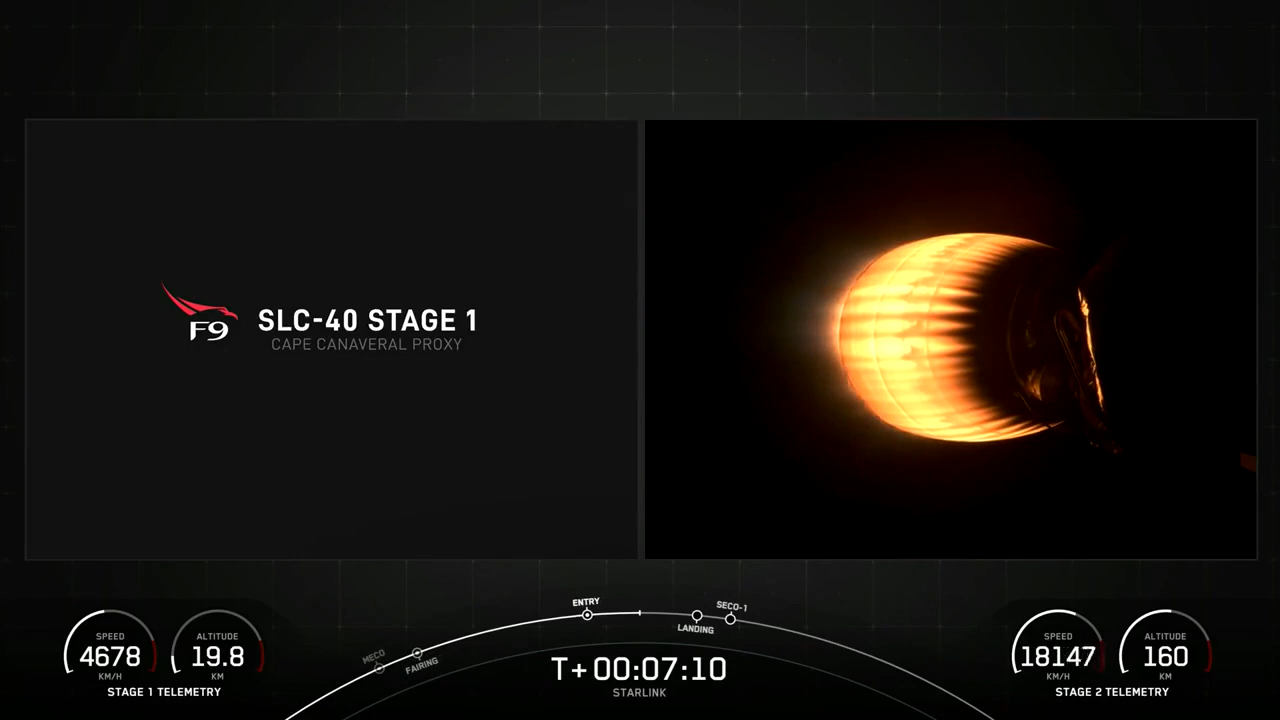 F9
SLC-40 STAGE 1
CAPE CANAVERAL PROXY
ENTRY
SECO-1
LANDING
MECO
FAIRING
SPEED
4678
KM/H
ALTITUDE
19.8
KM
STAGE 1 TELEMETRY
T+00:07:10
STARLINK
SPEED
18147
KM/H
ALTITUDE
160
KM
STAGE 2 TELEMETRY